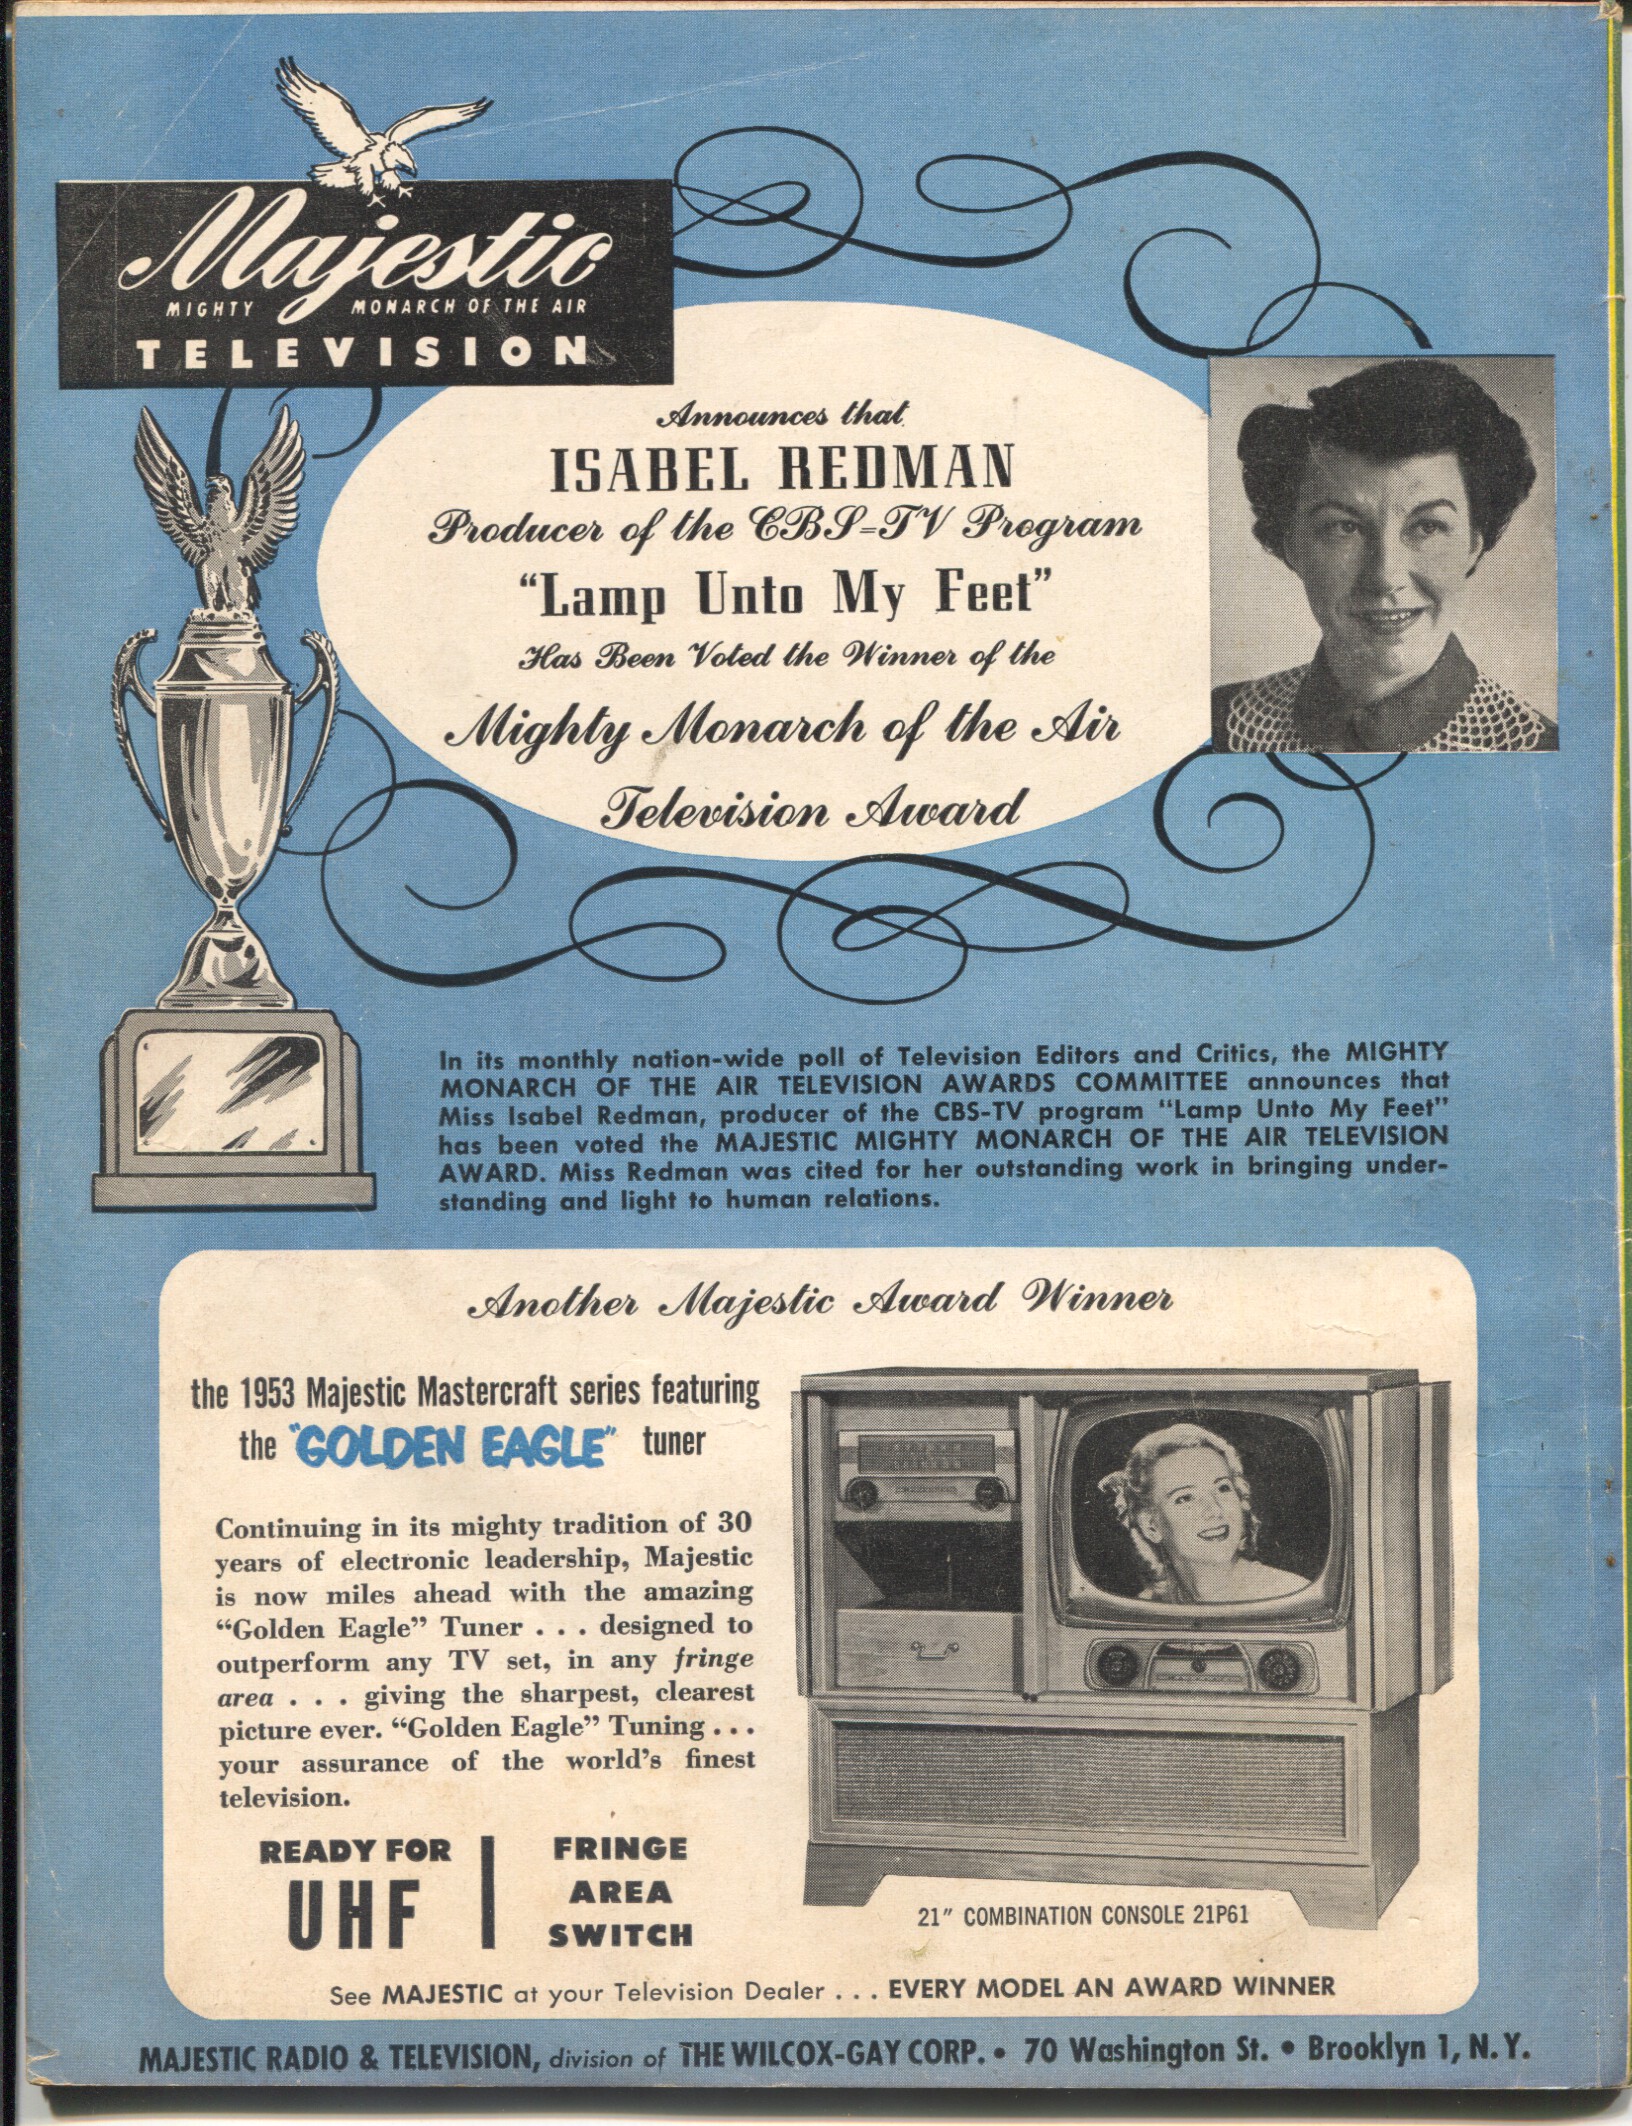 Majestic
MIGHTY MONARCH OF THE AIR
TELEVISION
Announces that
ISABEL REDMAN
Producer of the CBS-TV Program
“Lamp Unto My Feet”
Has Been Voted the Winner of the
Mighty Monarch of the Air
Television Award
In its monthly nation-wide poll of Television Editors and Critics, the MIGHTY
MONARCH OF THE AIR TELEVISION AWARDS COMMITTEE announces that
Miss Isabel Redman, producer of the CBS-TV program “Lamp Unto My Feet”
has been voted the MAJESTIC MIGHTY MONARCH OF THE AIR TELEVISION
AWARD. Miss Redman was cited for her outstanding work in bringing under-
standing and light to human relations.
Another Majestic Award Winner
the 1953 Majestic Mastercraft series featuring
the "GOLDEN EAGLE" tuner
Continuing in its mighty tradition of 30
years of electronic leadership, Majestic
is now miles ahead with the amazing
“Golden Eagle” Tuner . . . designed to
outperform any TV set, in any fringe
area . . . giving the sharpest, clearest
picture ever. “Golden Eagle” Tuning . . .
your assurance of the world’s finest
television.
READY FOR
UHF
FRINGE
AREA
SWITCH
21" COMBINATION CONSOLE 21P61
See MAJESTIC at your Television Dealer . . . EVERY MODEL AN AWARD WINNER
MAJESTIC RADIO & TELEVISION, division of THE WILCOX-GAY CORP. • 70 Washington St. • Brooklyn 1, N. Y.